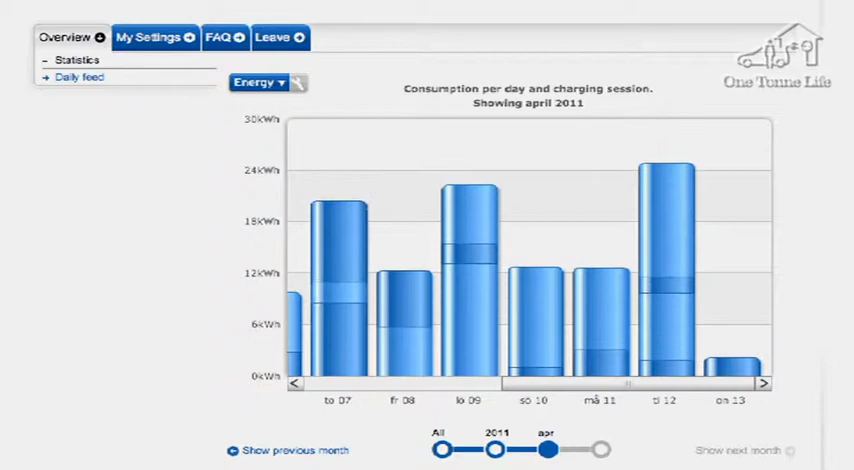 Overview My Settings FAQ Leave
Statistics
Daily feed
One Tonne Life
Energy
Consumption per day and charging session.
Showing april 2011
30kWh
24kWh
18kWh
12kWh
6kWh
0kWh
to 07 fr 08 lö 09 sö 10 må 11 ti 12 on 13
All 2011 apr
Show previous month
Show next month